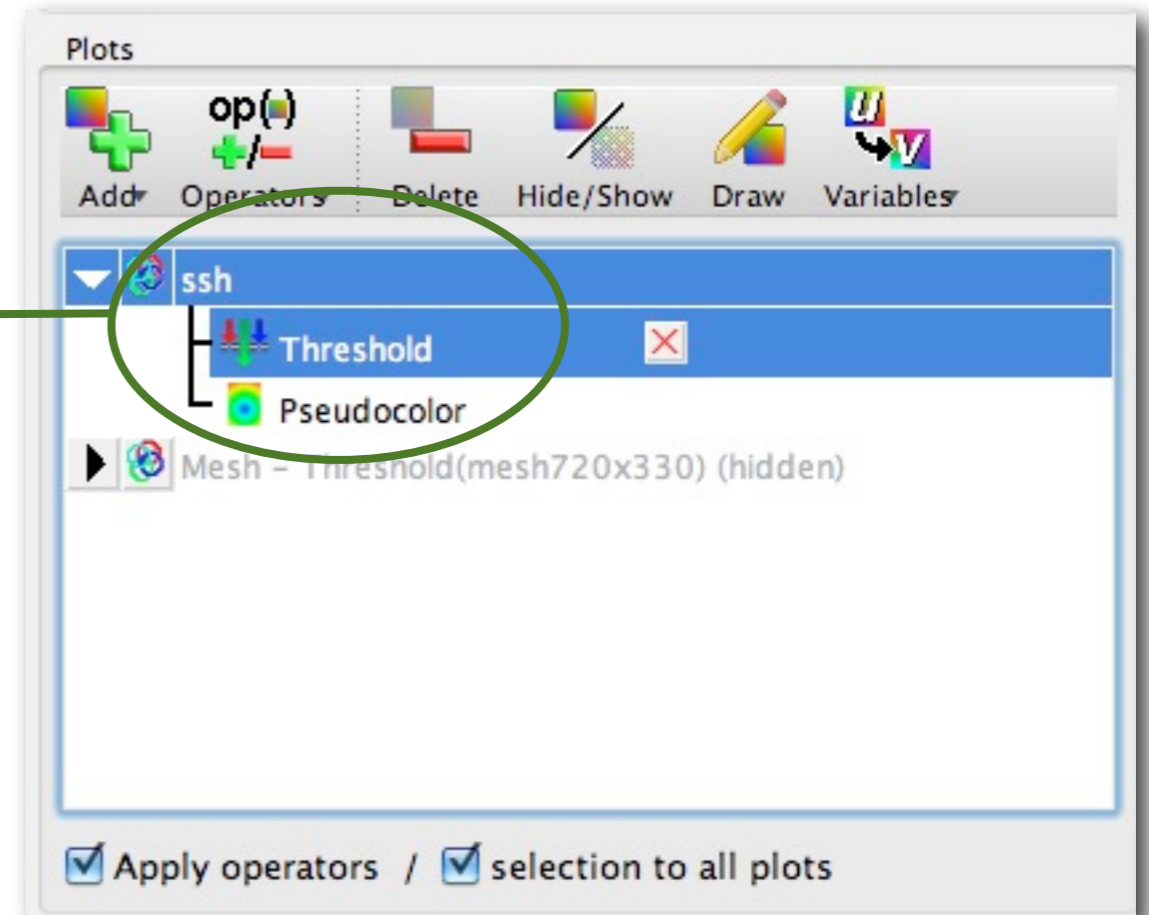 Plots
op( )
+/-
Add Operators Delete Hide/Show Draw Variables
u
v
ssh
Threshold
Pseudocolor
Mesh – Threshold(mesh720x330) (hidden)
Apply operators / selection to all plots